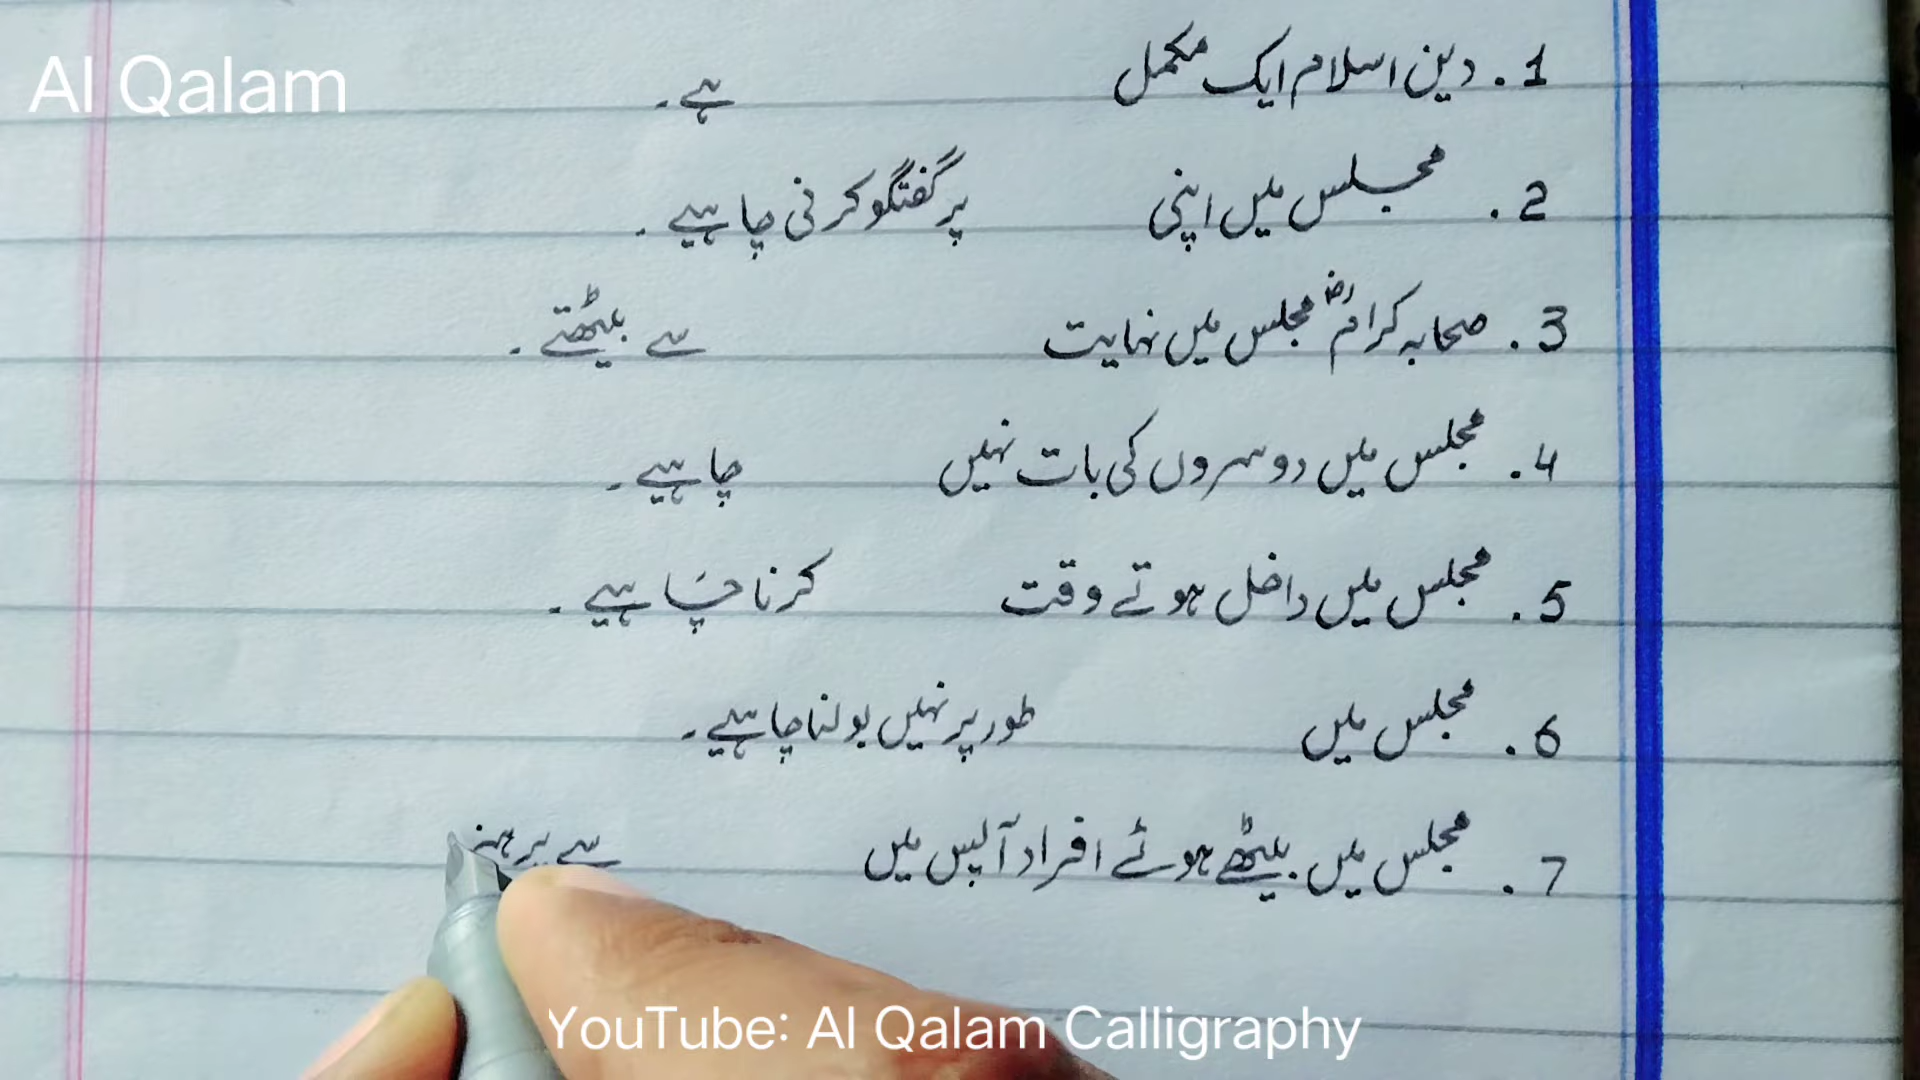 Al Qalam
1. دین اسلام ایک مکمل ہے۔
2. مجلس میں اپنی پر گفتگو کرنی چاہیے۔
3. صحابہ کرامؓ مجلس میں نہایت سے بیٹھتے۔
4. مجلس میں دوسروں کی بات نہیں چاہیے۔
5. مجلس میں داخل ہوتے وقت کرنا چاہیے۔
6. مجلس میں طور پر نہیں بولنا چاہیے۔
7. مجلس میں بیٹھے ہوئے افراد آپس میں سے
YouTube: Al Qalam Calligraphy